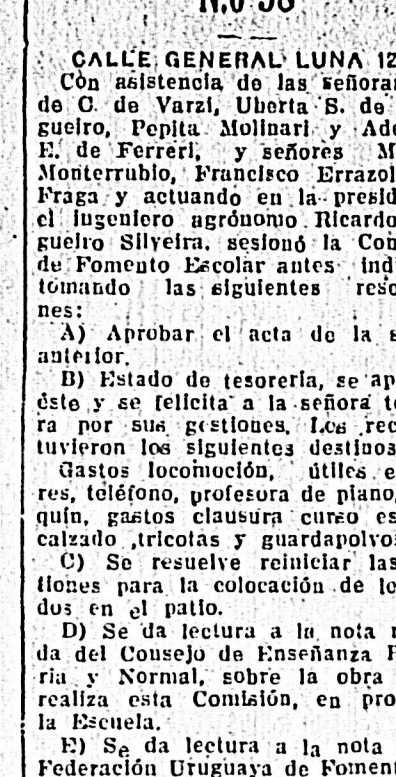 N.o 98
CALLE GENERAL LUNA 12
Con asistencia de las señoras
de C. de Varzi, Uberta S. de
gueiro, Pepita Molinari y Ade
E. de Ferreri, y señores M
Monterrubio, Francisco Errazol
Fraga y actuando en la presid
el iugeniero agrónomo Ricardo
gueiro Silveira, sesionó la Com
de Fomento Escolar antes indi
tomando las siguientes reso
nes:
A) Aprobar el acta de la s
anterior.
B) Estado de tesorería, se ap
éste y se felicita a la señora te
ra por sus gestiones. Los rec
tuvieron los siguientes destinos
Gastos locomoción, útiles e
res, teléfono, profesora de piano,
quín, gastos clausura curso es
calzado ,tricotas y guardapolvos
C) Se resuelve reiniciar las
tiones para la colocación de to
dos en el patio.
D) Se da lectura a la nota r
da del Consejo de Enseñanza P
ria y Normal, sobre la obra
realiza esta Comisión, en pro
la Escuela.
E) Se da lectura a la nota
Federación Uruguaya de Foment